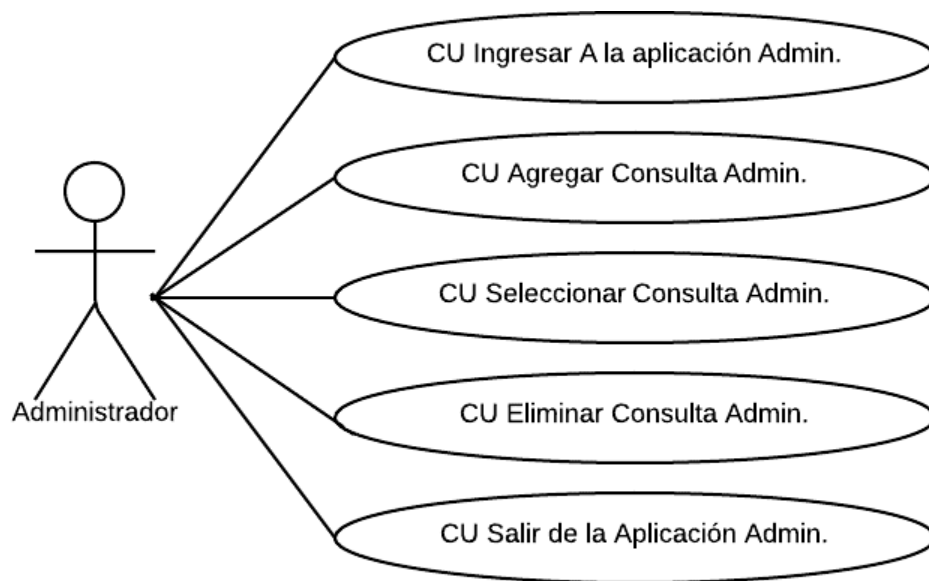 CU Ingresar A la aplicación Admin.
CU Agregar Consulta Admin.
CU Seleccionar Consulta Admin.
CU Eliminar Consulta Admin.
Administrador
CU Salir de la Aplicación Admin.